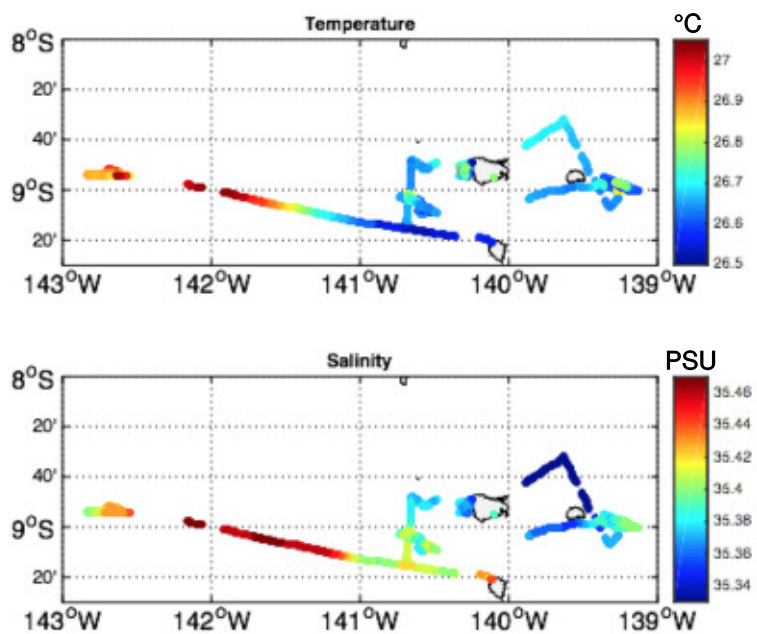 Temperature
°C
8°S
20'
40'
9°S
20'
143°W 142°W 141°W 140°W 139°W
27
26.9
26.8
26.7
26.6
26.5
Salinity
PSU
8°S
20'
40'
9°S
20'
143°W 142°W 141°W 140°W 139°W
35.46
35.44
35.42
35.4
35.38
35.36
35.34